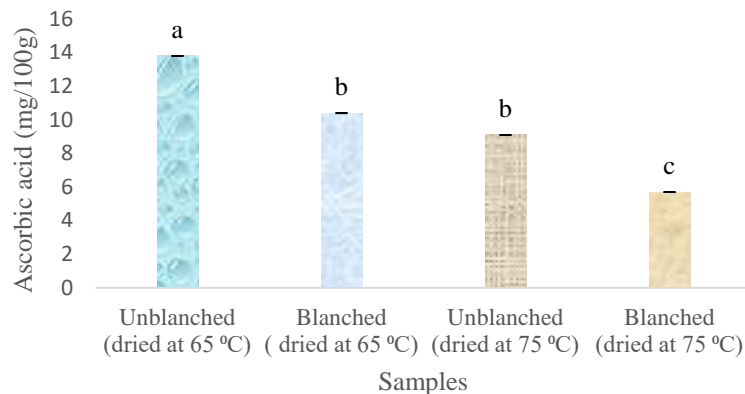 16
14
12
10
8
6
4
2
0
Ascorbic acid (mg/100g)
a
b
b
c
Unblanched
(dried at 65 ºC)
Blanched
( dried at 65 ºC)
Unblanched
(dried at 75 ºC)
Blanched
(dried at 75 ºC)
Samples